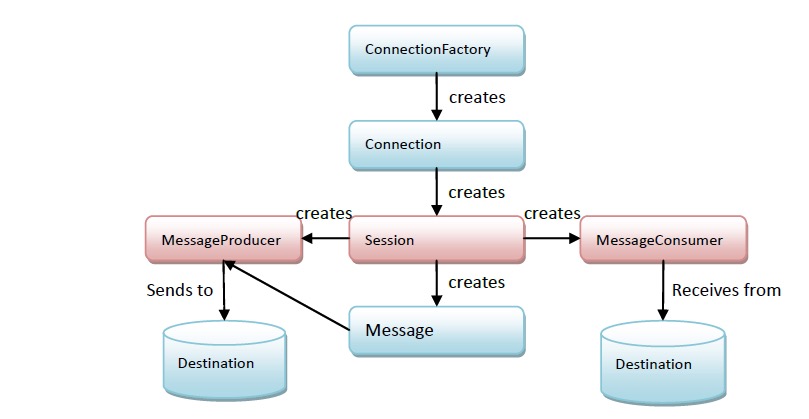 ConnectionFactory
creates
Connection
creates
creates
creates
MessageProducer
Session
MessageConsumer
creates
Sends to
Receives from
Message
Destination
Destination